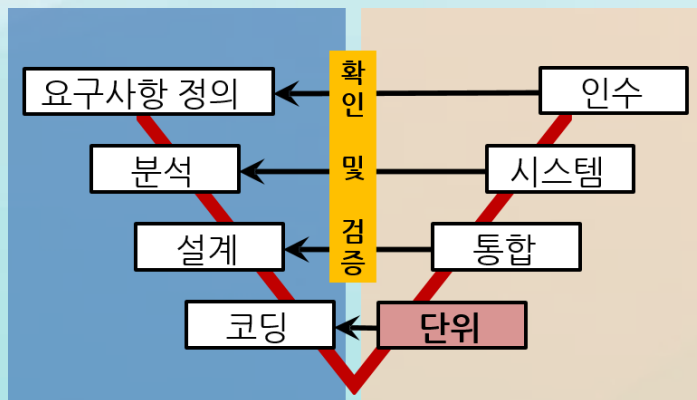 요구사항 정의
확인 및 검증
인수
분석
시스템
설계
통합
코딩
단위